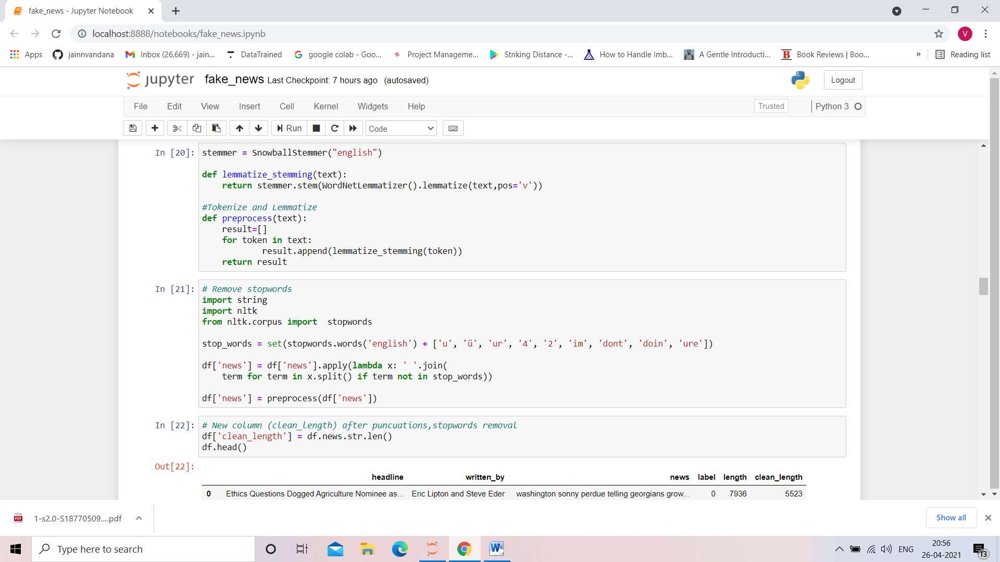 fake_news - Jupyter Notebook
localhost:8888/notebooks/fake_news.ipynb
V
Apps
jainnvandana
Inbox (26,669) - jain...
DataTrained
google colab - Goo...
Project Manageme...
Striking Distance -...
How to Handle Imb...
A Gentle Introducti...
Book Reviews | Boo...
»
Reading list
jupyter fake_news Last Checkpoint: 7 hours ago (autosaved)
Logout
File Edit View Insert Cell Kernel Widgets Help
Trusted
Python 3
Run
Code
In [20]:
stemmer = SnowballStemmer("english")
def lemmatize_stemming(text):
    return stemmer.stem(WordNetLemmatizer().lemmatize(text,pos='v'))
#Tokenize and Lemmatize
def preprocess(text):
    result=[]
    for token in text:
            result.append(lemmatize_stemming(token))
    return result
In [21]:
# Remove stopwords
import string
import nltk
from nltk.corpus import  stopwords
stop_words = set(stopwords.words('english') + ['u', 'ü', 'ur', '4', '2', 'im', 'dont', 'doin', 'ure'])
df['news'] = df['news'].apply(lambda x: ' '.join(
    term for term in x.split() if term not in stop_words))
df['news'] = preprocess(df['news'])
In [22]:
# New column (clean_length) after puncuations,stopwords removal
df['clean_length'] = df.news.str.len()
df.head()
Out[22]:
headline written_by news label length clean_length
0 Ethics Questions Dogged Agriculture Nominee as... Eric Lipton and Steve Eder washington sonny perdue telling georgians grow... 0 7936 5523
PDF
1-s2.0-S18770509....pdf
Show all
Type here to search
W
ENG
20:56
26-04-2021
13